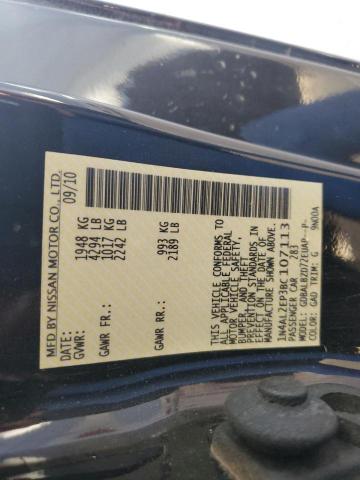 MFD BY NISSAN MOTOR CO., LTD.
09/10
1948 KG
4294 LB
GAWR FR: 1017 KG
2242 LB
GAWR RR: 993 KG
2189 LB
THIS VEHICLE CONFORMS TO
ALL APPLICABLE FEDERAL
MOTOR VEHICLE SAFETY,
BUMPER, AND THEFT
PREVENTION STANDARDS IN
EFFECT ON THE DATE OF
MANUFACTURE SHOWN ABOVE.
1N4AL2EP3BC107113
PASSENGER CAR 283
MODEL: P-
COLOR: GAD TRIM: G 9N00A